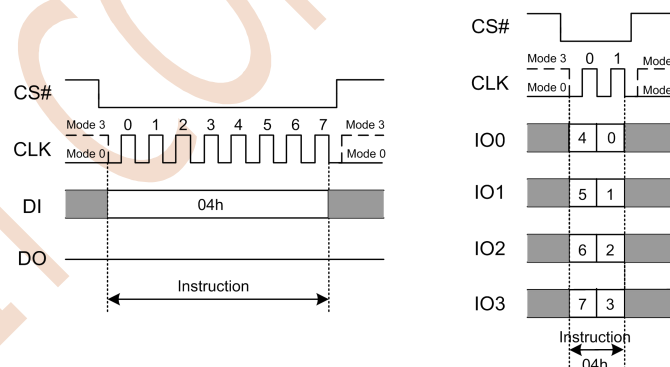 CS#
Mode 3 0 1 2 3 4 5 6 7 Mode 3
CLK
Mode 0 Mode 0
DI 04h
DO
Instruction
CS#
Mode 3 0 1 Mode
CLK
Mode 0 Mode
IO0 4 0
IO1 5 1
IO2 6 2
IO3 7 3
Instruction
04h